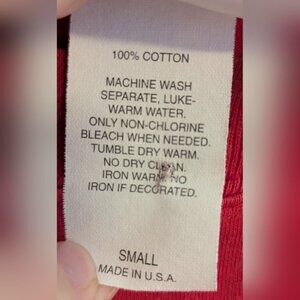 100% COTTON
MACHINE WASH
SEPARATE, LUKE-
WARM WATER.
ONLY NON-CHLORINE
BLEACH WHEN NEEDED.
TUMBLE DRY WARM.
NO DRY CLEAN.
IRON WARM. NO
IRON IF DECORATED.
SMALL
MADE IN U.S.A.